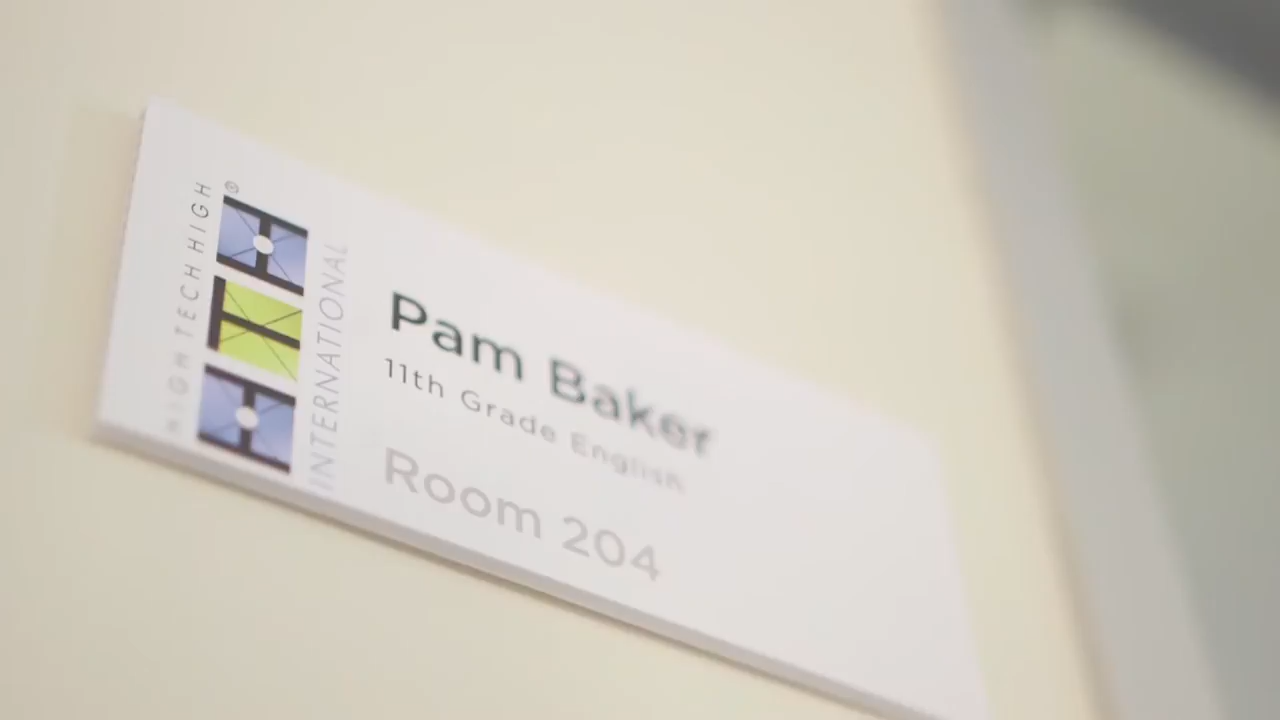 HIGH TECH HIGH®
INTERNATIONAL
Pam Baker
11th Grade English
Room 204